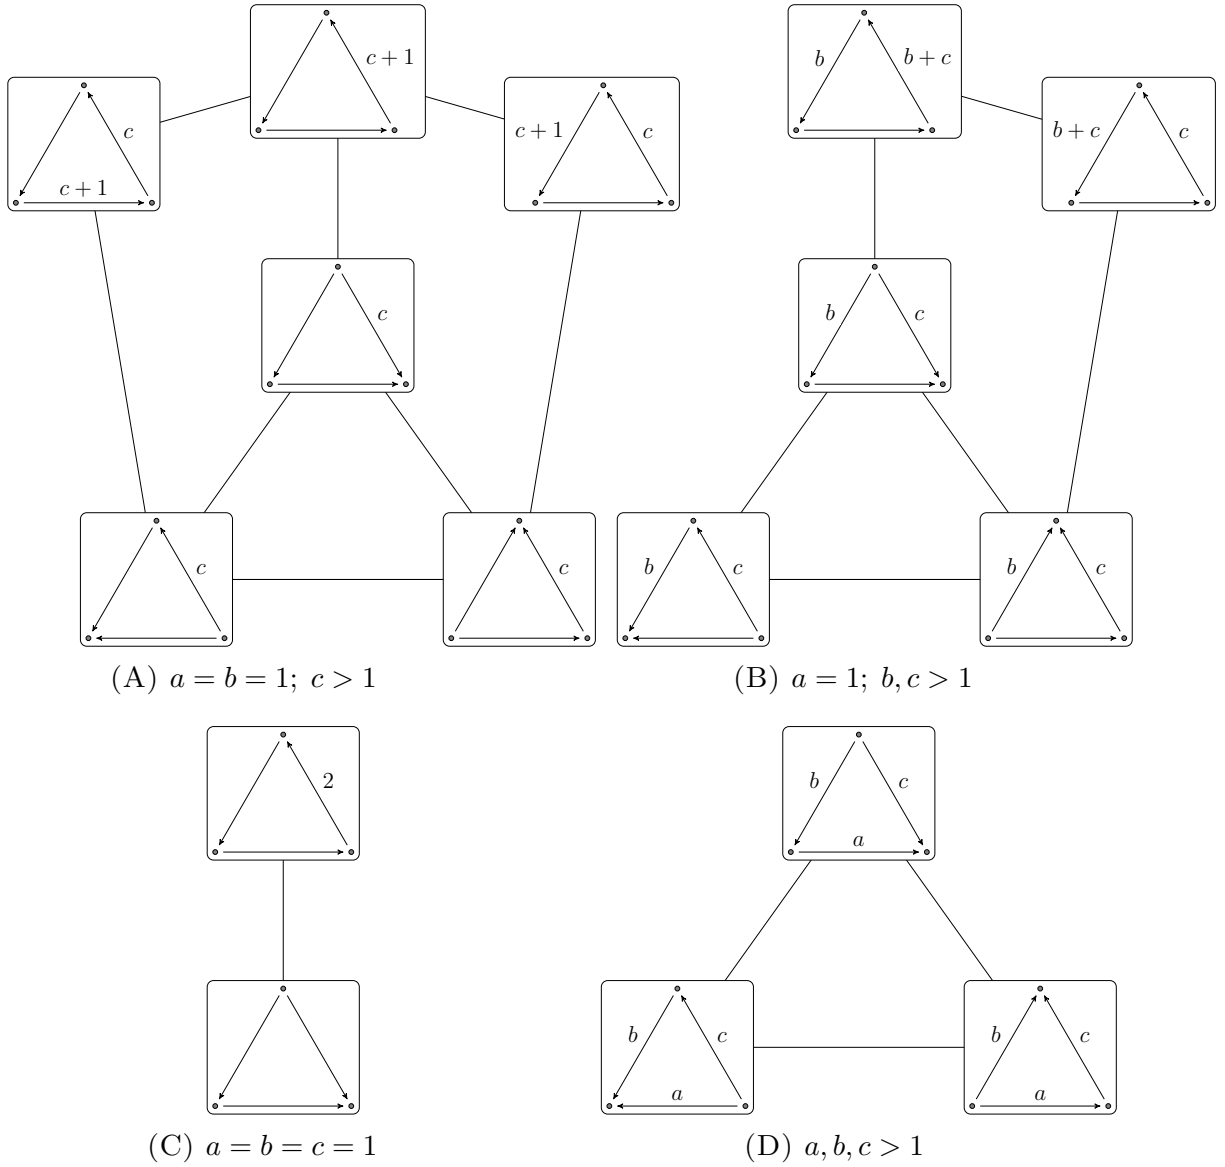 c + 1
b
b + c
c
c + 1
c + 1
c
b + c
c
c
b
c
c
c
b
c
b
c
(A) a = b = 1; c > 1
(B) a = 1; b, c > 1
2
b
c
a
b
c
a
b
c
a
(C) a = b = c = 1
(D) a, b, c > 1